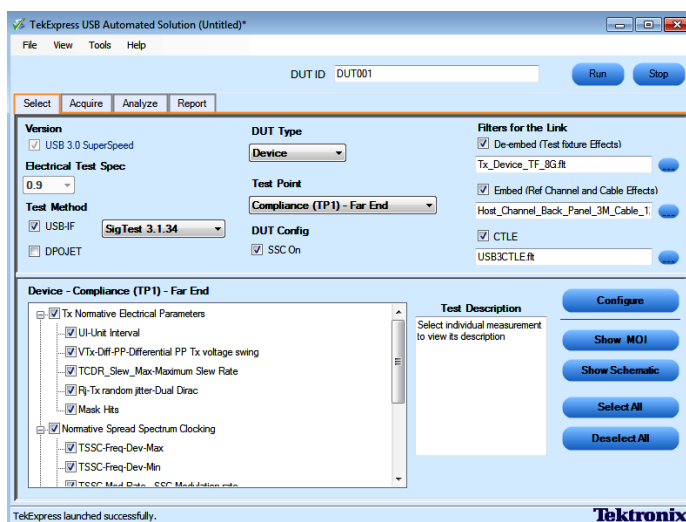 TekExpress USB Automated Solution (Untitled)*
File View Tools Help
DUT ID DUT001
Run Stop
Select Acquire Analyze Report
Version
USB 3.0 SuperSpeed
Electrical Test Spec
0.9
Test Method
USB-IF SigTest 3.1.34
DPOJET
DUT Type
Device
Test Point
Compliance (TP1) - Far End
DUT Config
SSC On
Filters for the Link
De-embed (Test fixture Effects)
Tx_Device_TF_8G.flt
...
Embed (Ref Channel and Cable Effects)
Host_Channel_Back_Panel_3M_Cable_1
...
CTLE
USB3CTLE.flt
...
Device - Compliance (TP1) - Far End
Tx Normative Electrical Parameters
UI-Unit Interval
VTx-Diff-PP-Differential PP Tx voltage swing
TCDR_Slew_Max-Maximum Slew Rate
Rj-Tx random jitter-Dual Dirac
Mask Hits
Normative Spread Spectrum Clocking
TSSC-Freq-Dev-Max
TSSC-Freq-Dev-Min
TSSC-Mod-Rate - SSC Modulation rate
Test Description
Select individual measurement
to view its description
Configure
Show MOI
Show Schematic
Select All
Deselect All
TekExpress launched successfully.
Tektronix